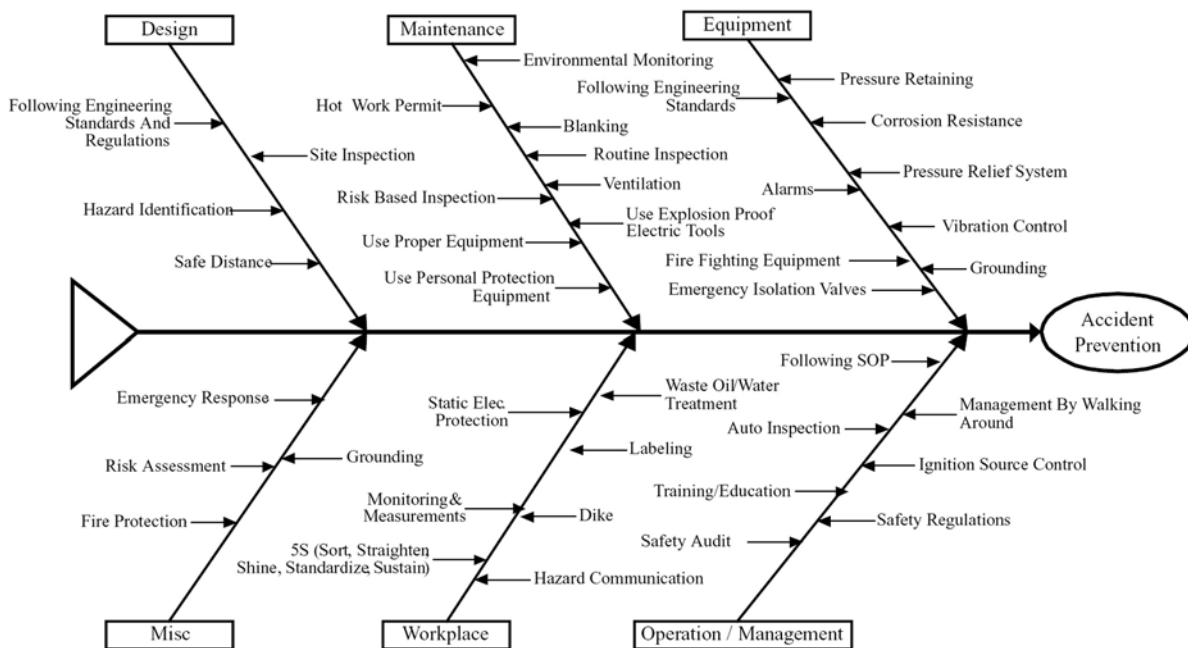 Design
Maintenance
Equipment
Following Engineering
Standards And
Regulations
Site Inspection
Hazard Identification
Safe Distance
Environmental Monitoring
Hot Work Permit
Blanking
Routine Inspection
Ventilation
Risk Based Inspection
Use Explosion Proof
Electric Tools
Use Proper Equipment
Use Personal Protection
Equipment
Pressure Retaining
Following Engineering
Standards
Corrosion Resistance
Pressure Relief System
Alarms
Vibration Control
Fire Fighting Equipment
Grounding
Emergency Isolation Valves
Accident
Prevention
Emergency Response
Grounding
Risk Assessment
Fire Protection
Waste Oil/Water
Treatment
Static Elec.
Protection
Labeling
Monitoring&
Measurements
Dike
5S (Sort, Straighten,
Shine, Standardize, Sustain)
Hazard Communication
Following SOP
Management By Walking
Around
Auto Inspection
Ignition Source Control
Training/Education
Safety Regulations
Safety Audit
Misc
Workplace
Operation / Management